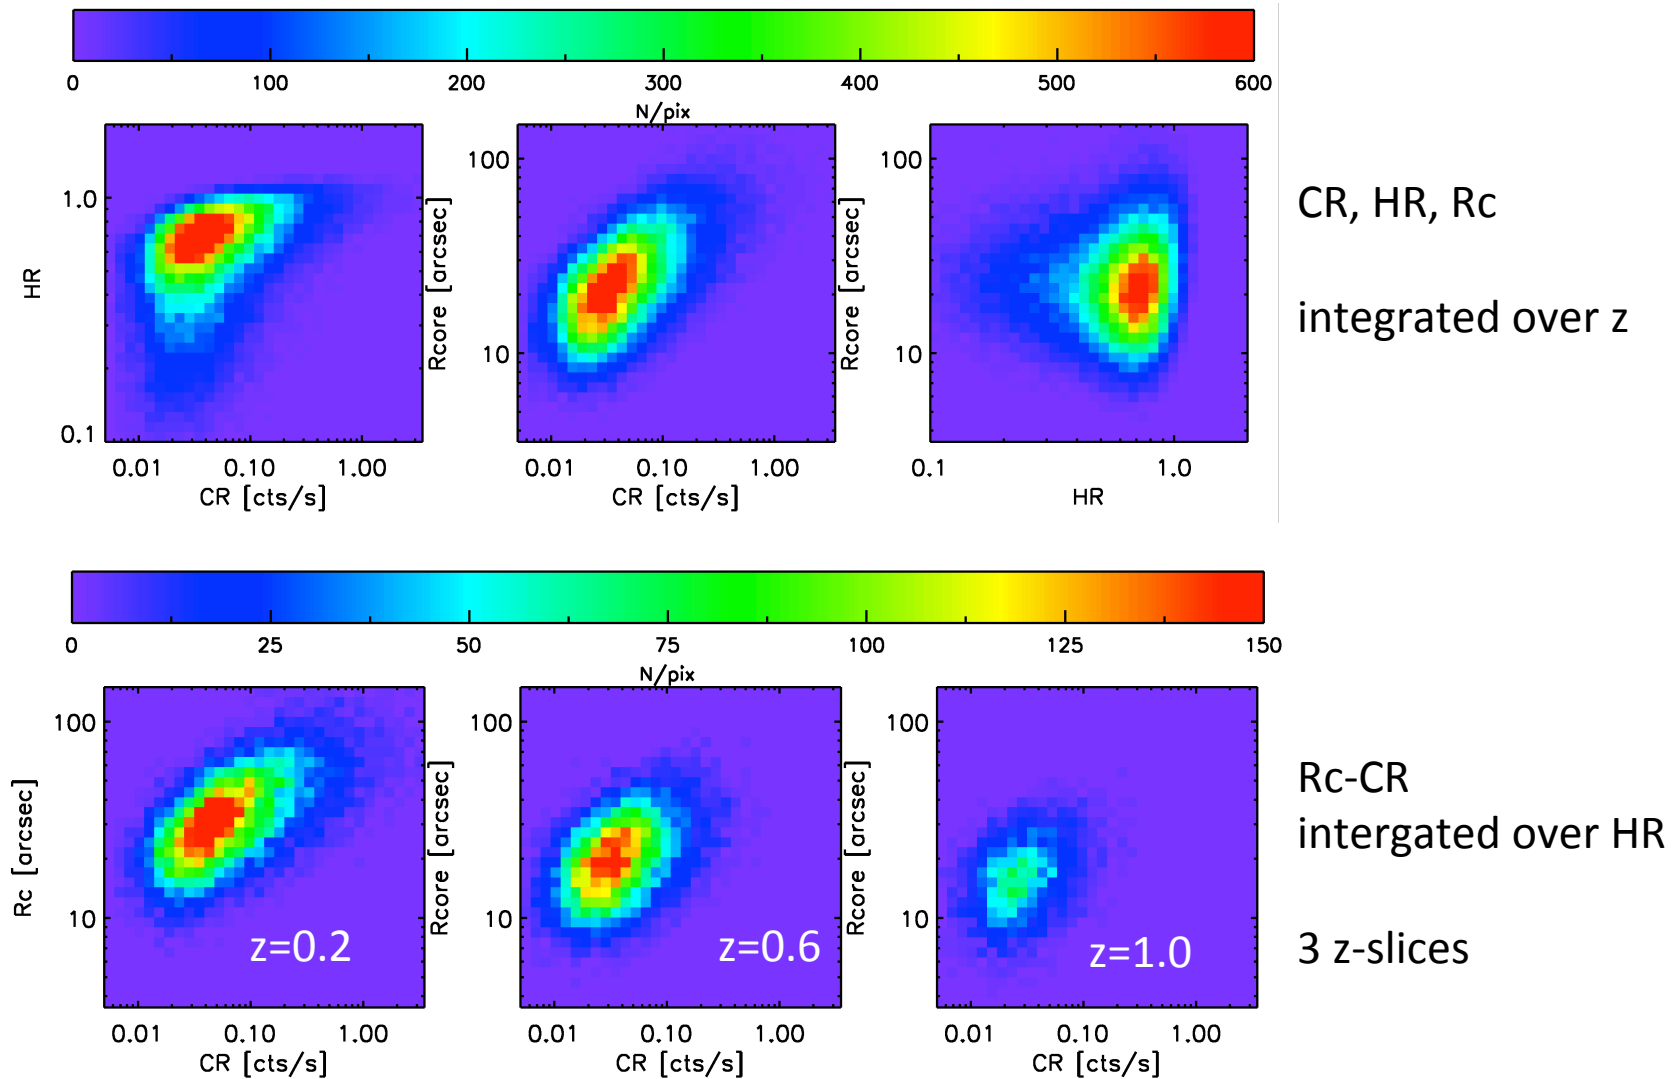 0 100 200 300 400 500 600
N/pix
HR
1.0
0.1
0.01 0.10 1.00
CR [cts/s]
Rcore [arcsec]
100
10
0.01 0.10 1.00
CR [cts/s]
Rcore [arcsec]
100
10
0.1 1.0
HR
CR, HR, Rc
integrated over z
0 25 50 75 100 125 150
N/pix
Rc [arcsec]
100
10
z=0.2
0.01 0.10 1.00
CR [cts/s]
Rcore [arcsec]
100
10
z=0.6
0.01 0.10 1.00
CR [cts/s]
Rcore [arcsec]
100
10
z=1.0
0.01 0.10 1.00
CR [cts/s]
Rc-CR
intergated over HR
3 z-slices